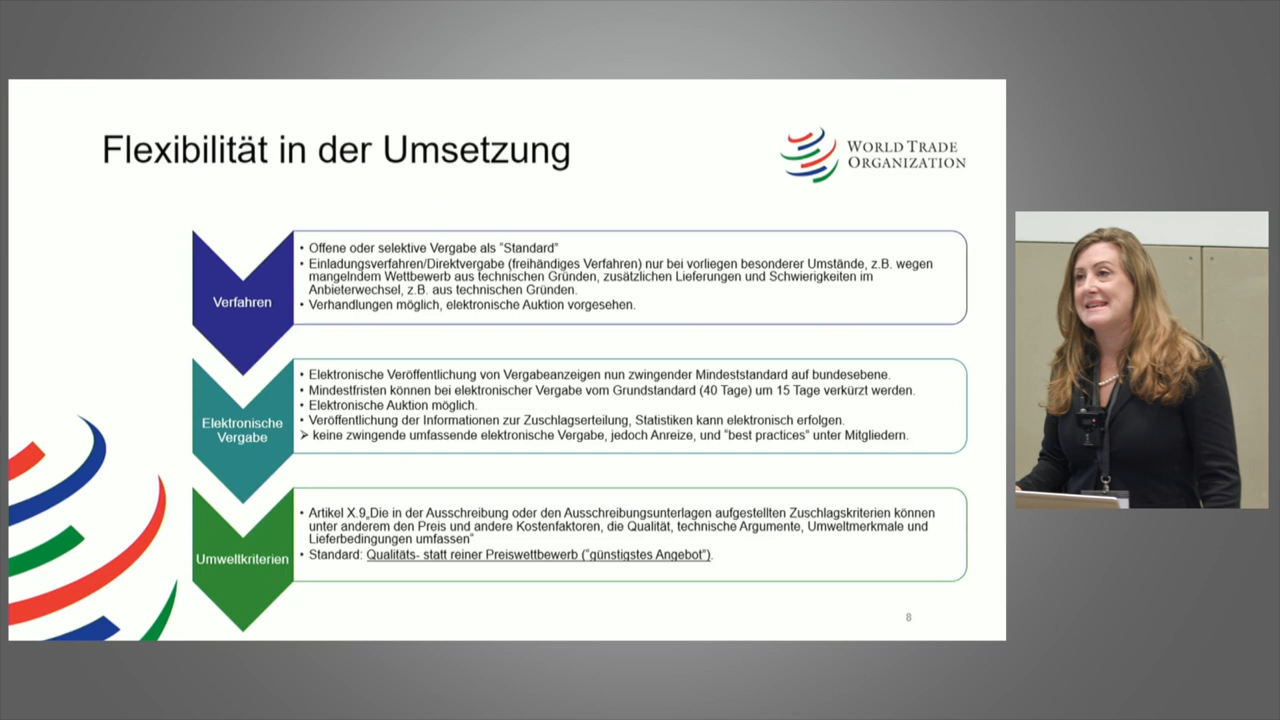 Flexibilität in der Umsetzung
WORLD TRADE
ORGANIZATION
Verfahren
• Offene oder selektive Vergabe als "Standard"
• Einladungsverfahren/Direktvergabe (freihändiges Verfahren) nur bei vorliegen besonderer Umstände, z.B. wegen
mangelndem Wettbewerb aus technischen Gründen, zusätzlichen Lieferungen und Schwierigkeiten im
Anbieterwechsel, z.B. aus technischen Gründen.
• Verhandlungen möglich, elektronische Auktion vorgesehen.
Elektronische
Vergabe
• Elektronische Veröffentlichung von Vergabeanzeigen nun zwingender Mindeststandard auf bundesebene.
• Mindestfristen können bei elektronischer Vergabe vom Grundstandard (40 Tage) um 15 Tage verkürzt werden.
• Elektronische Auktion möglich.
• Veröffentlichung der Informationen zur Zuschlagserteilung, Statistiken kann elektronisch erfolgen.
➢ keine zwingende umfassende elektronische Vergabe, jedoch Anreize, und "best practices" unter Mitgliedern.
Umweltkriterien
• Artikel X.9„Die in der Ausschreibung oder den Ausschreibungsunterlagen aufgestellten Zuschlagskriterien können
unter anderem den Preis und andere Kostenfaktoren, die Qualität, technische Argumente, Umweltmerkmale und
Lieferbedingungen umfassen"
• Standard: Qualitäts- statt reiner Preiswettbewerb ("günstigstes Angebot").
8